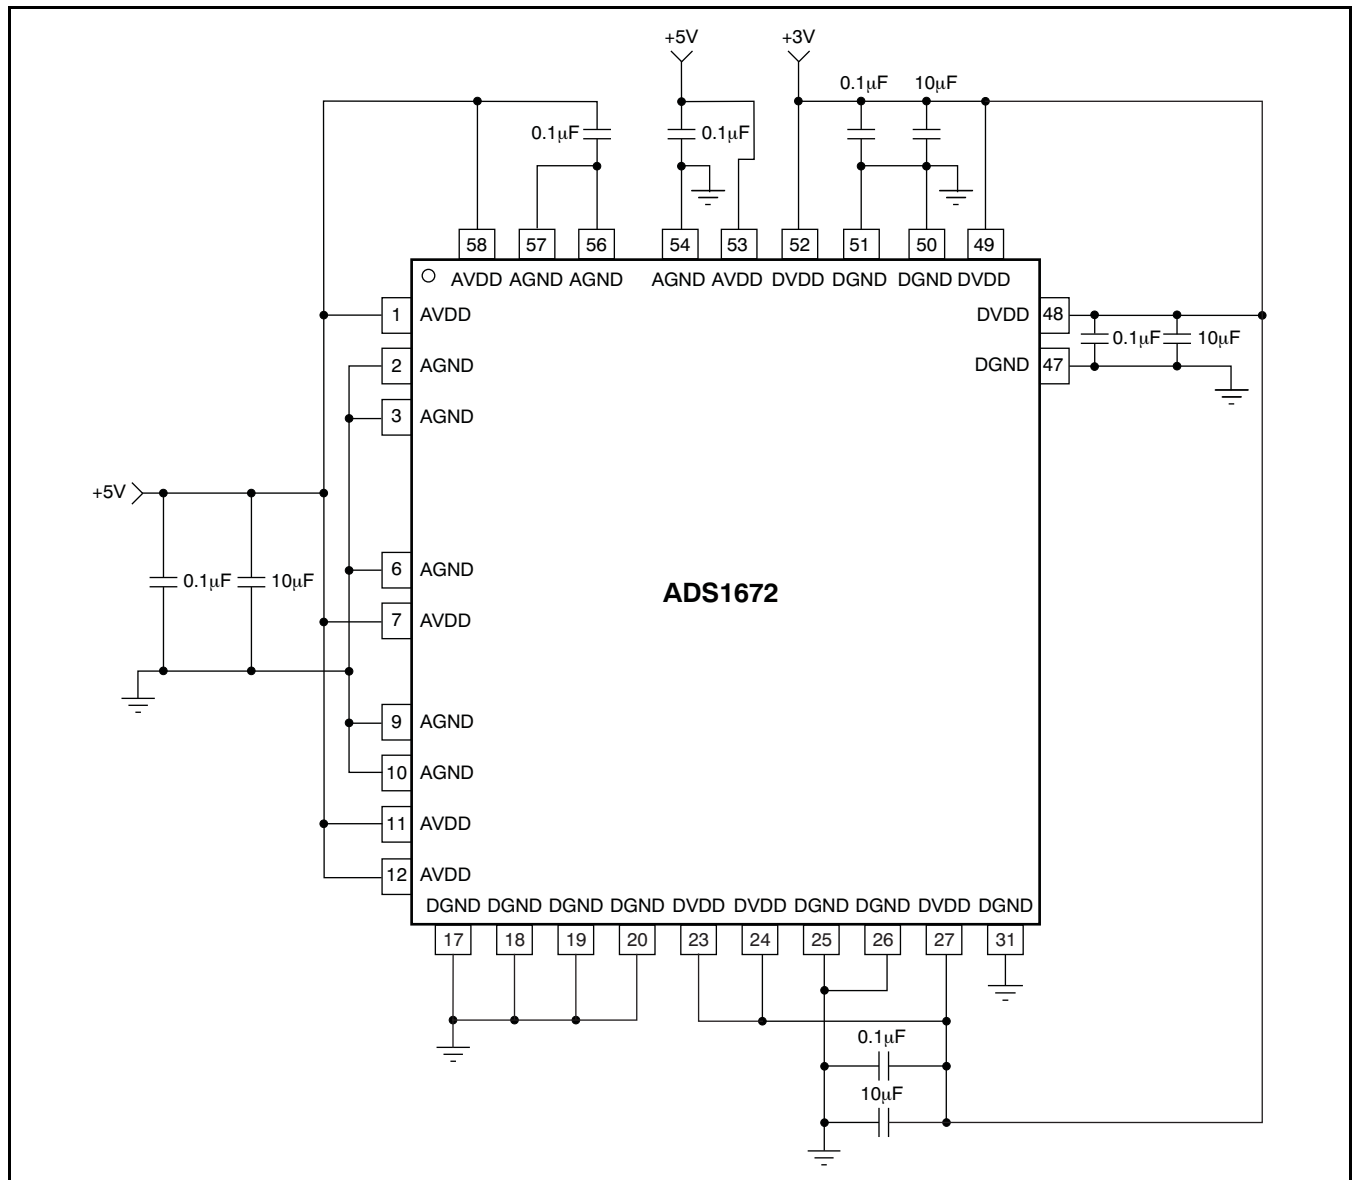 +5V +3V
0.1μF 10μF
0.1μF 0.1μF
58 57 56 54 53 52 51 50 49
AVDD AGND AGND AGND AVDD DVDD DGND DGND DVDD
1 AVDD DVDD 48
0.1μF 10μF
2 AGND DGND 47
3 AGND
+5V
6 AGND
0.1μF 10μF
ADS1672
7 AVDD
9 AGND
10 AGND
11 AVDD
12 AVDD
DGND DGND DGND DGND DVDD DVDD DGND DGND DVDD DGND
17 18 19 20 23 24 25 26 27 31
0.1μF
10μF